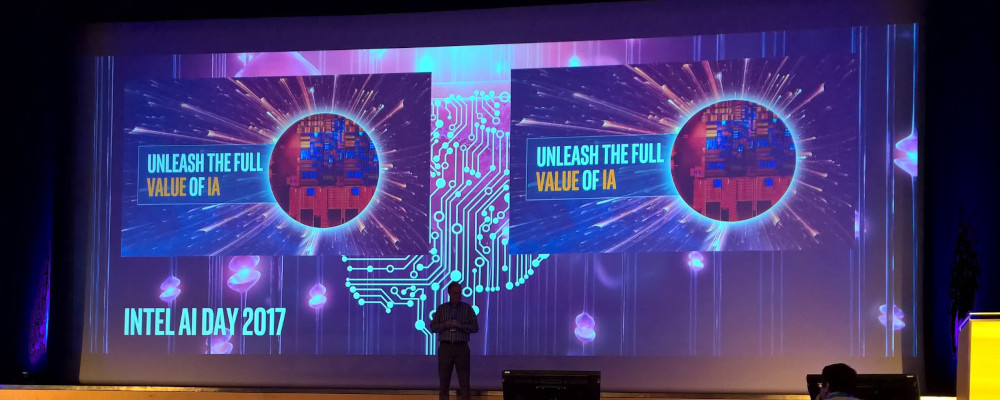 UNLEASH THE FULL
VALUE OF IA
UNLEASH THE FULL
VALUE OF IA
INTEL AI DAY 2017